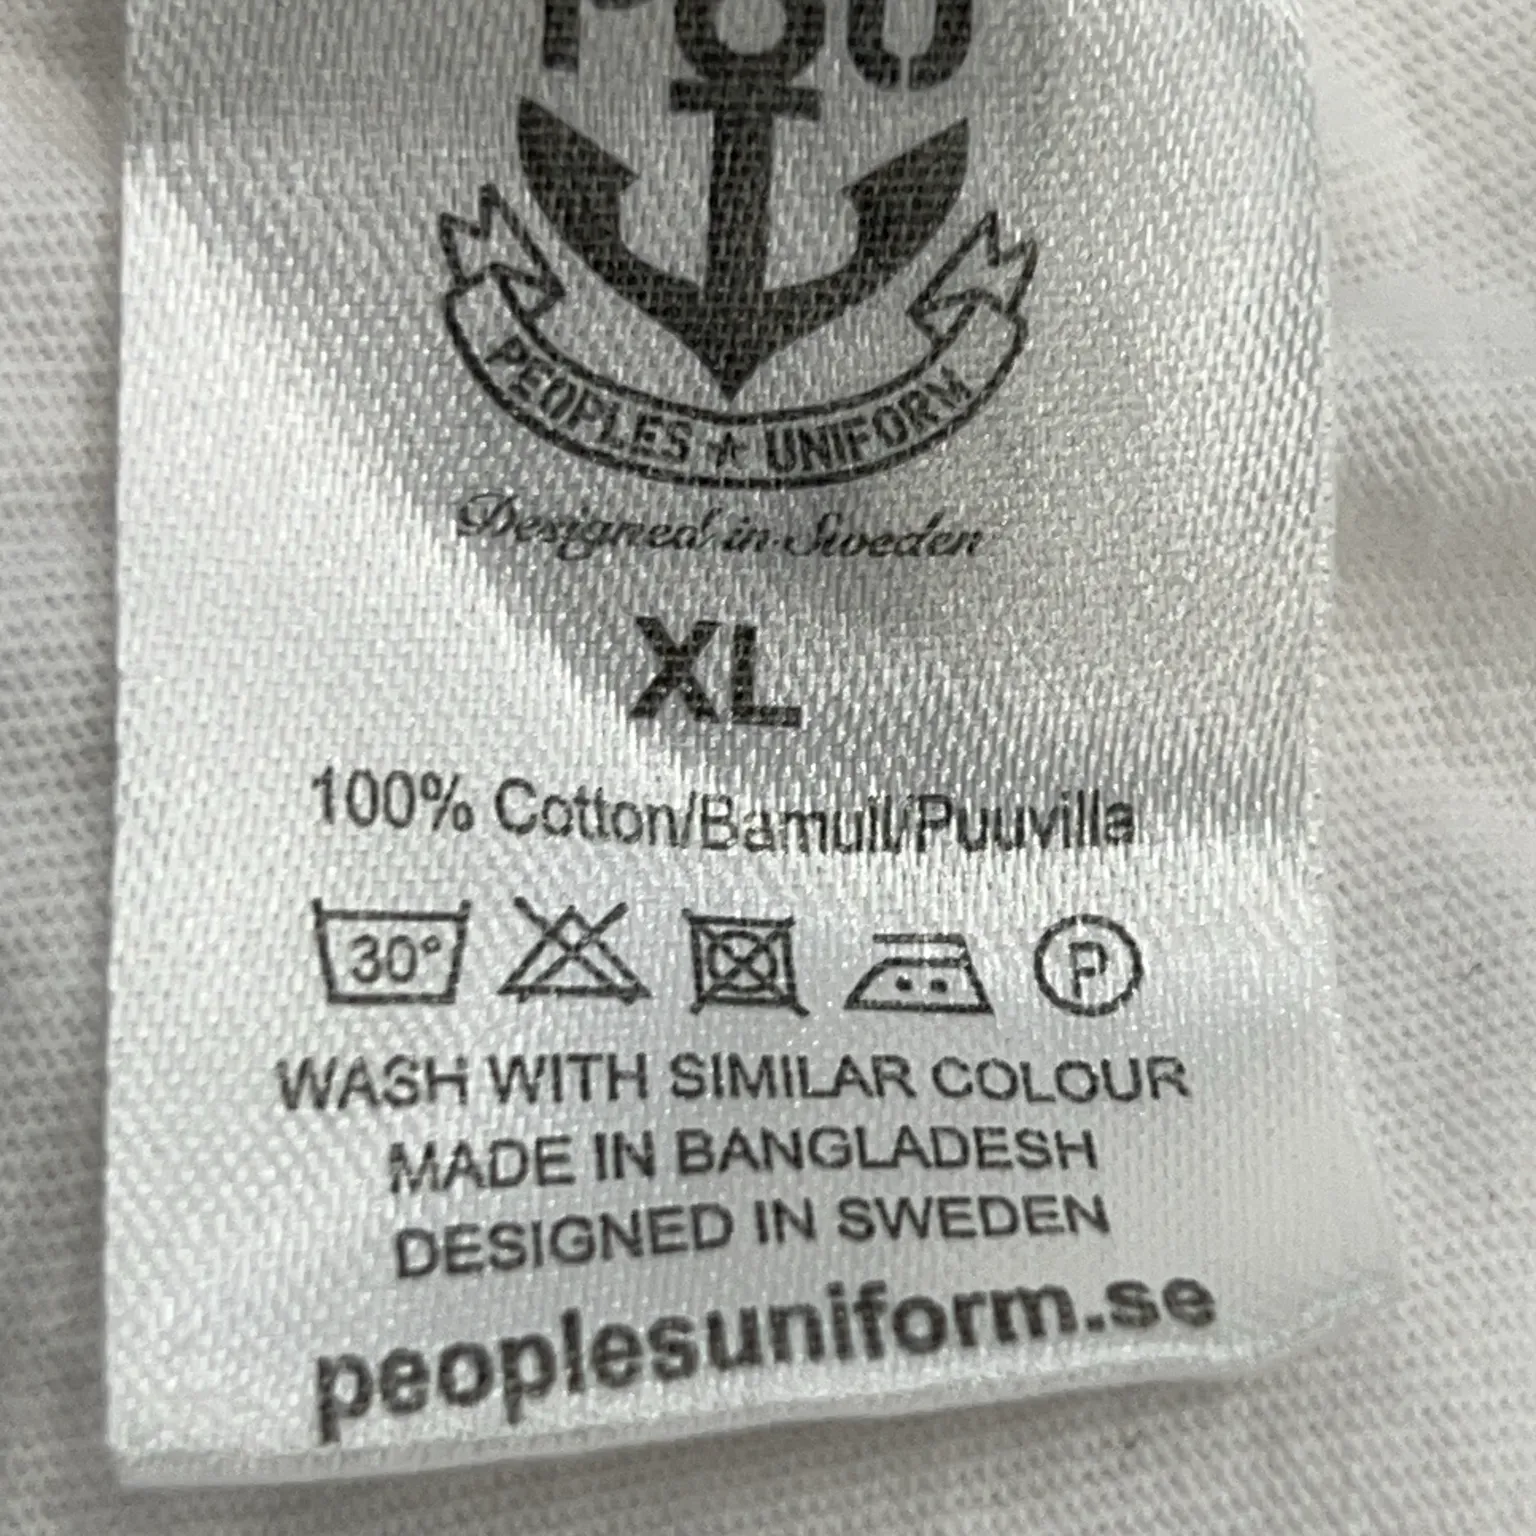 POU
PEOPLES ★ UNIFORM
Designed in Sweden
XL
100% Cotton/Bamull/Puuvilla
30°
P
WASH WITH SIMILAR COLOUR
MADE IN BANGLADESH
DESIGNED IN SWEDEN
peoplesuniform.se